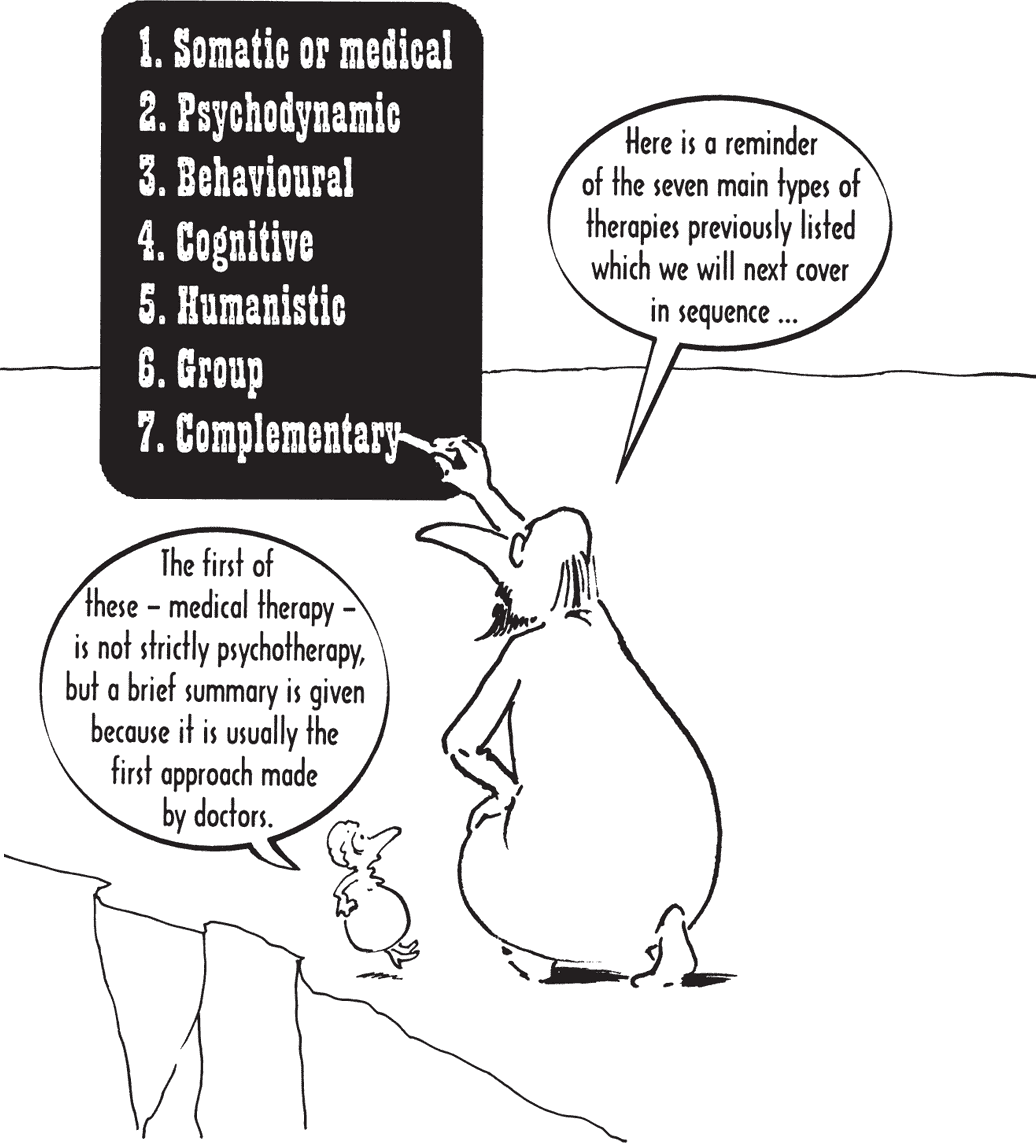 1. Somatic or medical
2. Psychodynamic
3. Behavioural
4. Cognitive
5. Humanistic
6. Group
7. Complementary
Here is a reminder
of the seven main types of
therapies previously listed
which we will next cover
in sequence ...
The first of
these – medical therapy –
is not strictly psychotherapy,
but a brief summary is given
because it is usually the
first approach made
by doctors.